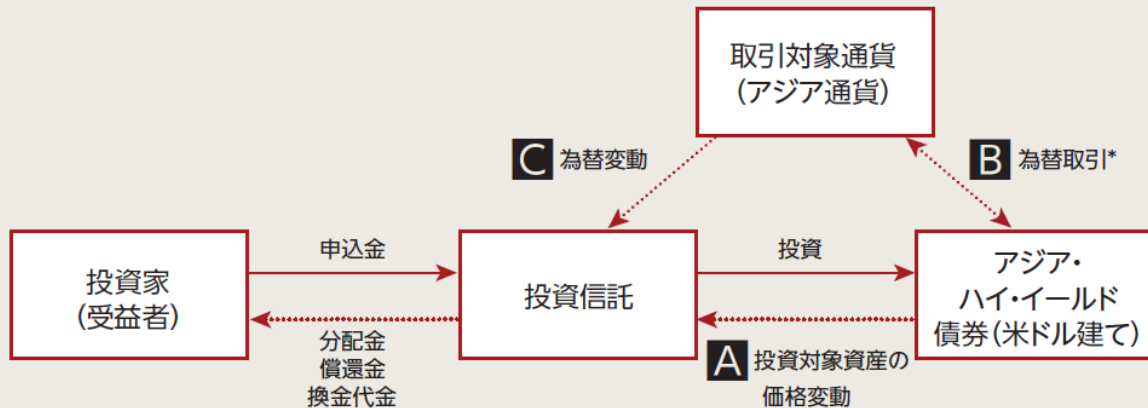 取引対象通貨
（アジア通貨）
C 為替変動
B 為替取引*
投資家
（受益者）
申込金
分配金
償還金
換金代金
投資信託
投資
A 投資対象資産の
価格変動
アジア・
ハイ・イールド
債券（米ドル建て）